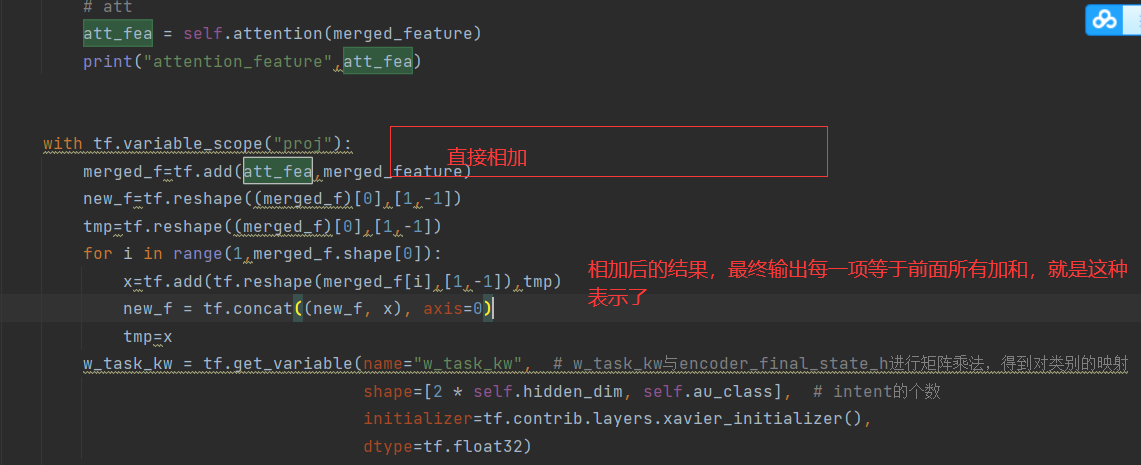 # att
att_fea = self.attention(merged_feature)
print("attention_feature",att_fea)
with tf.variable_scope("proj"):
直接相加
merged_f=tf.add(att_fea,merged_feature)
new_f=tf.reshape((merged_f)[0],[1,-1])
tmp=tf.reshape((merged_f)[0],[1,-1])
for i in range(1,merged_f.shape[0]):
相加后的结果，最终输出每一项等于前面所有加和，就是这种
x=tf.add(tf.reshape(merged_f[i],[1,-1]),tmp)
表示了
new_f = tf.concat((new_f, x), axis=0)
tmp=x
w_task_kw = tf.get_variable(name="w_task_kw", # w_task_kw与encoder_final_state_h进行矩阵乘法，得到对类别的映射
shape=[2 * self.hidden_dim, self.au_class], # intent的个数
initializer=tf.contrib.layers.xavier_initializer(),
dtype=tf.float32)